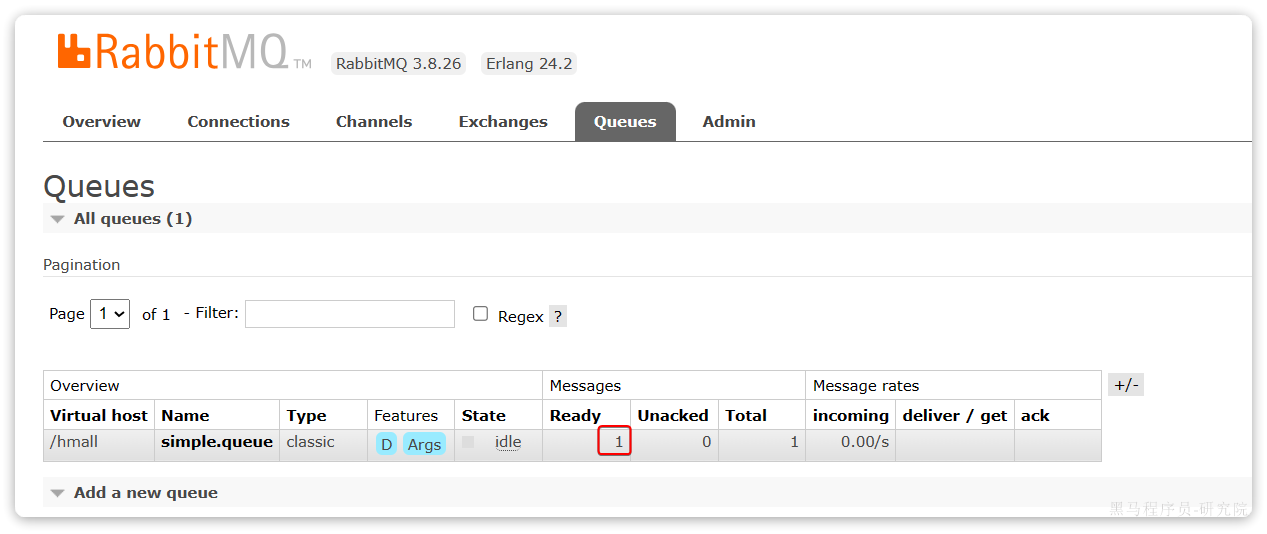 RabbitMQ TM RabbitMQ 3.8.26 Erlang 24.2
Overview Connections Channels Exchanges Queues Admin
Queues
All queues (1)
Pagination
Page 1 of 1 - Filter: Regex ?
Overview Messages Message rates +/-
Virtual host Name Type Features State Ready Unacked Total incoming deliver / get ack
/hmall simple.queue classic D Args idle 1 0 1 0.00/s
Add a new queue
黑马程序员-研究院